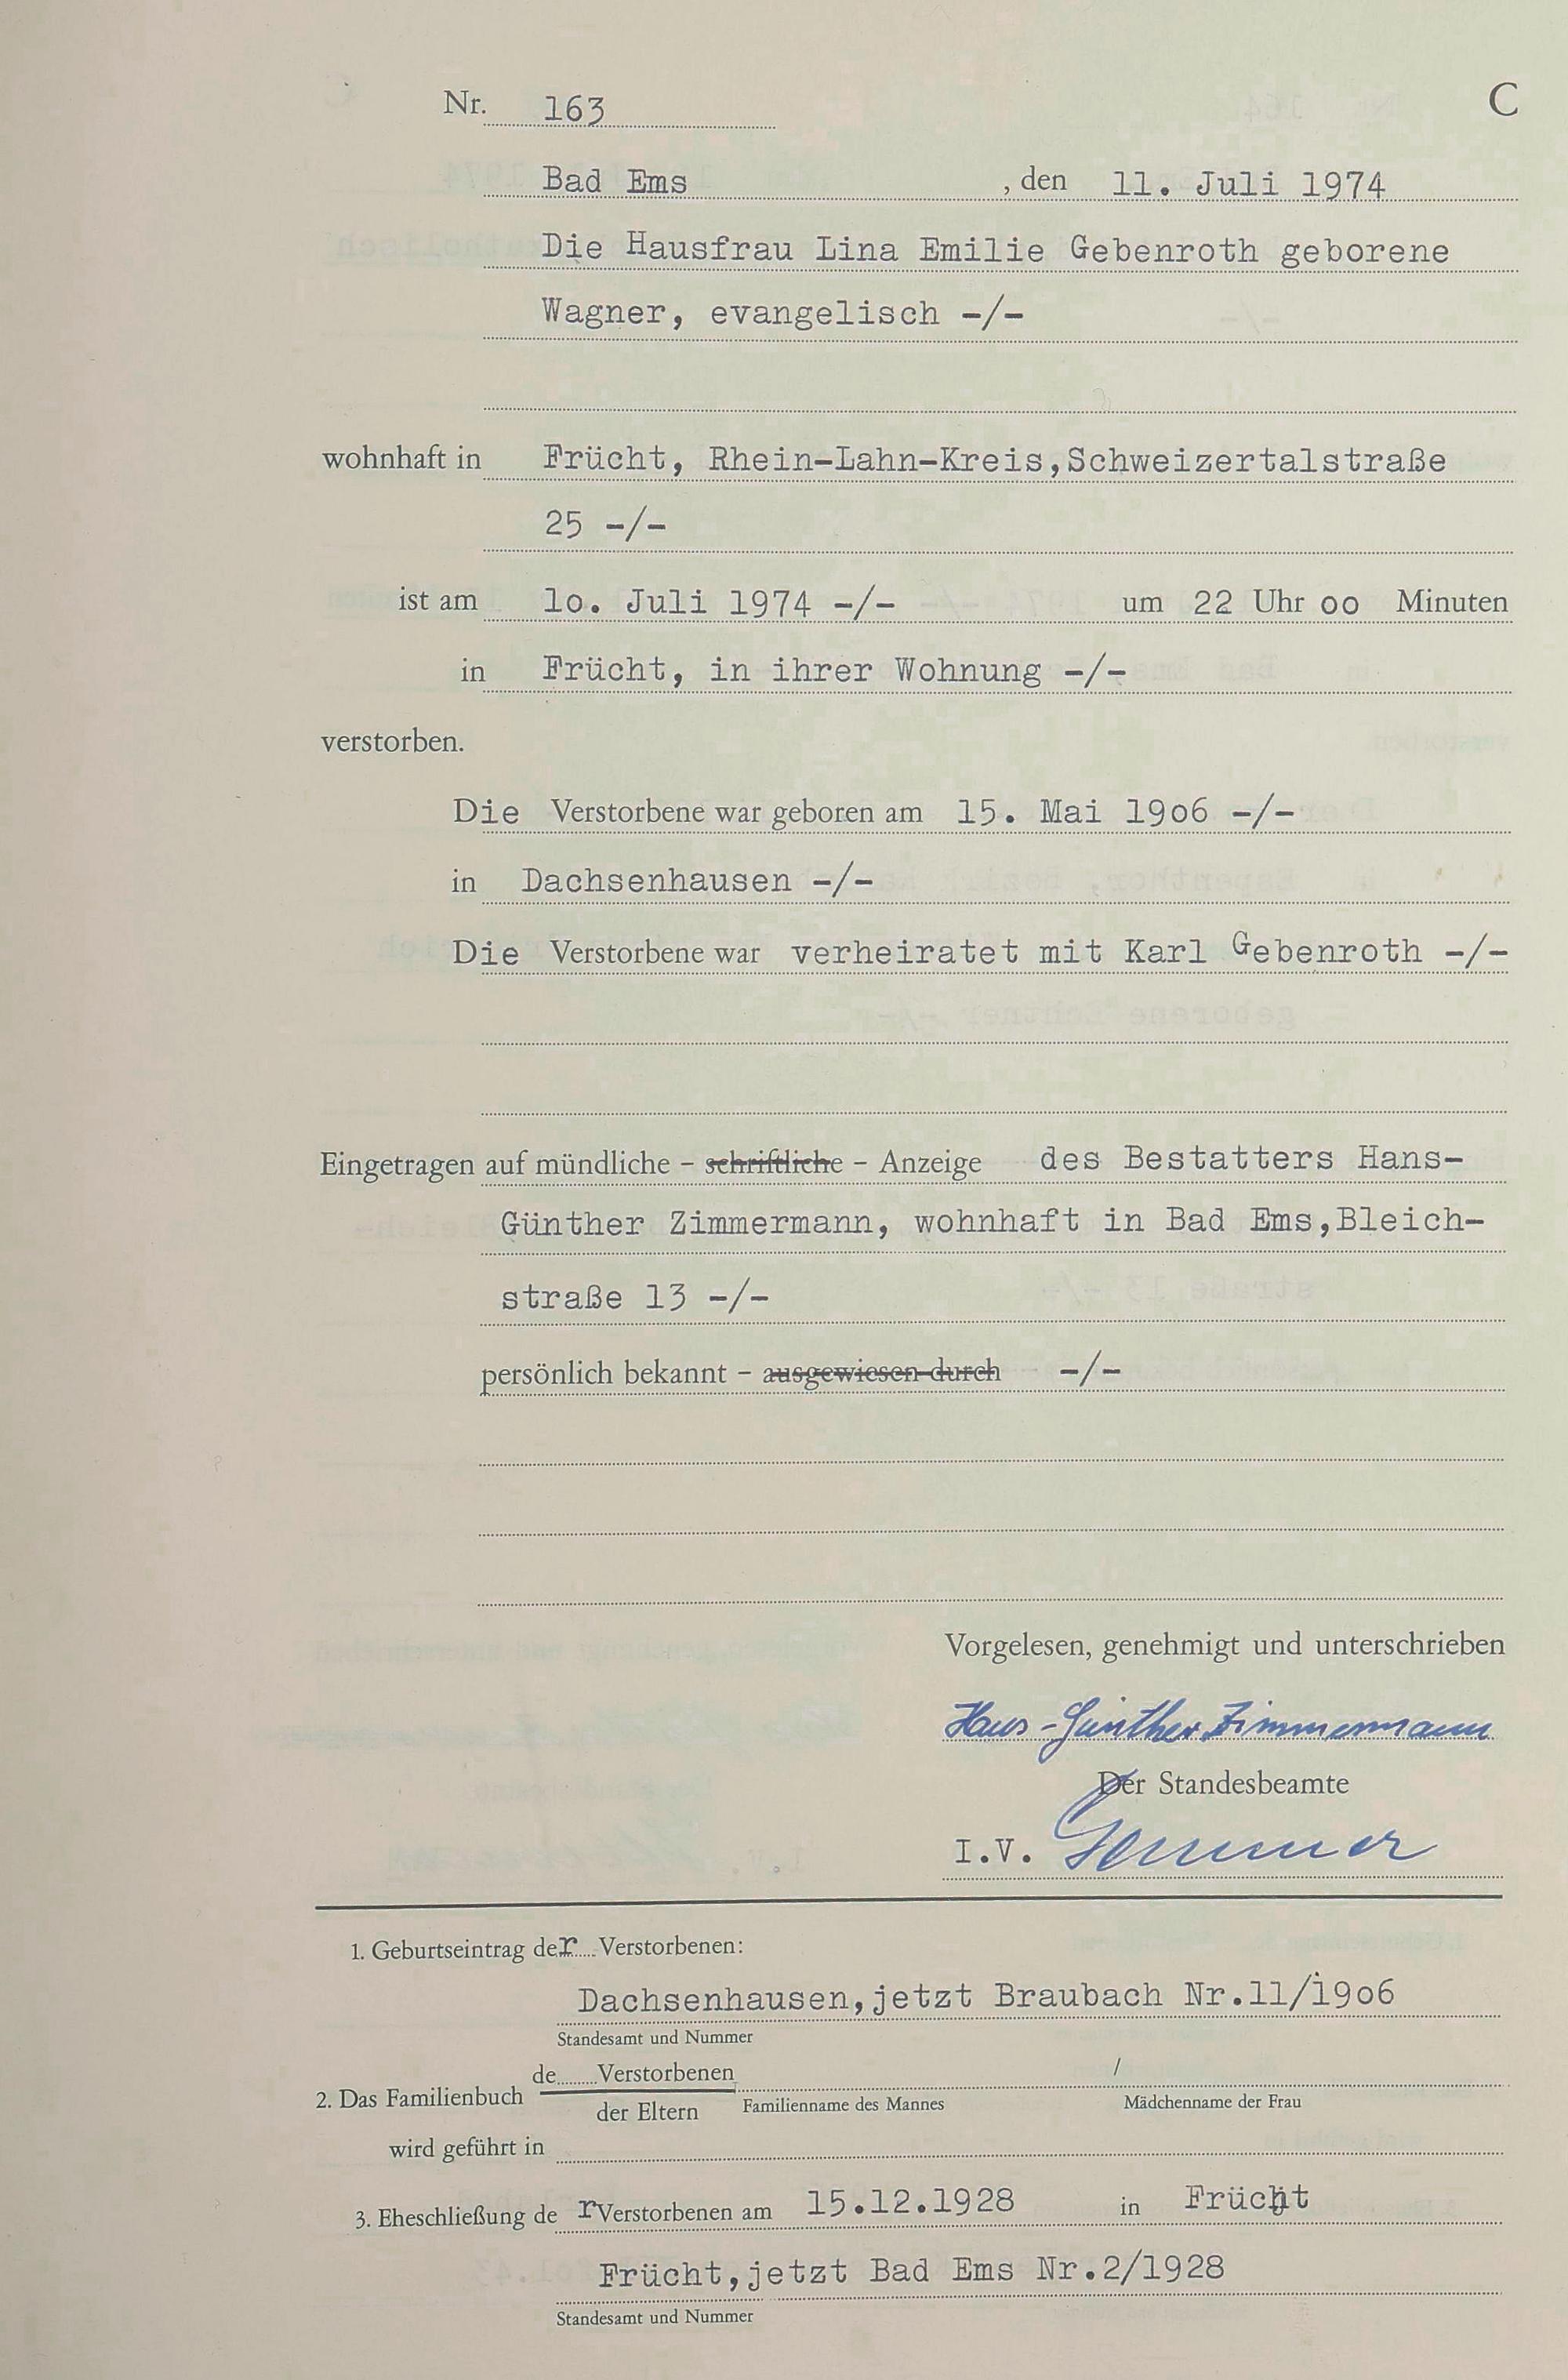 Nr. 163 C
Bad Ems , den 11. Juli 1974
Die Hausfrau Lina Emilie Gebenroth geborene
Wagner, evangelisch -/-
wohnhaft in Frücht, Rhein-Lahn-Kreis,Schweizertalstraße
25 -/-
ist am 1o. Juli 1974 -/- um 22 Uhr oo Minuten
in Frücht, in ihrer Wohnung -/-
verstorben.
Die Verstorbene war geboren am 15. Mai 19o6 -/-
in Dachsenhausen -/-
Die Verstorbene war verheiratet mit Karl Gebenroth -/-
Eingetragen auf mündliche – schriftliche – Anzeige des Bestatters Hans-
Günther Zimmermann, wohnhaft in Bad Ems,Bleich-
straße 13 -/-
persönlich bekannt – ausgewiesen durch -/-
Vorgelesen, genehmigt und unterschrieben
Hans-Günther Zimmermann
Der Standesbeamte
I.V.
1. Geburtseintrag der Verstorbenen:
Dachsenhausen,jetzt Braubach Nr.11/19o6
Standesamt und Nummer
de Verstorbenen /
2. Das Familienbuch
der Eltern Familienname des Mannes Mädchenname der Frau
wird geführt in
3. Eheschließung de r Verstorbenen am 15.12.1928 in Frücht
Frücht,jetzt Bad Ems Nr.2/1928
Standesamt und Nummer